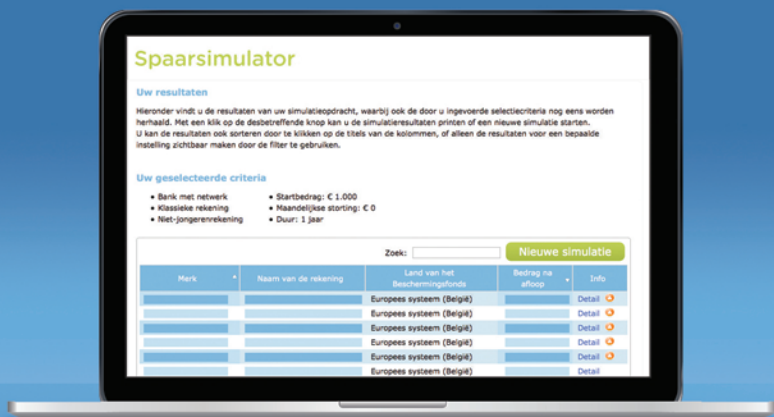 Spaarsimulator
Uw resultaten
Hieronder vindt u de resultaten van uw simulatieopdracht, waarbij ook de door u ingevoerde selectiecriteria nog eens worden
herhaald. Met een klik op de desbetreffende knop kan u de simulatieresultaten printen of een nieuwe simulatie starten.
U kan de resultaten ook sorteren door te klikken op de titels van de kolommen, of alleen de resultaten voor een bepaalde
instelling zichtbaar maken door de filter te gebruiken.
Uw geselecteerde criteria
• Bank met netwerk • Startbedrag: € 1.000
• Klassieke rekening • Maandelijkse storting: € 0
• Niet-jongerenrekening • Duur: 1 jaar
Zoek: Nieuwe simulatie
Merk Naam van de rekening Land van het Beschermingsfonds Bedrag na afloop Info
Europees systeem (België) Detail
Europees systeem (België) Detail
Europees systeem (België) Detail
Europees systeem (België) Detail
Europees systeem (België) Detail
Europees systeem (België) Detail